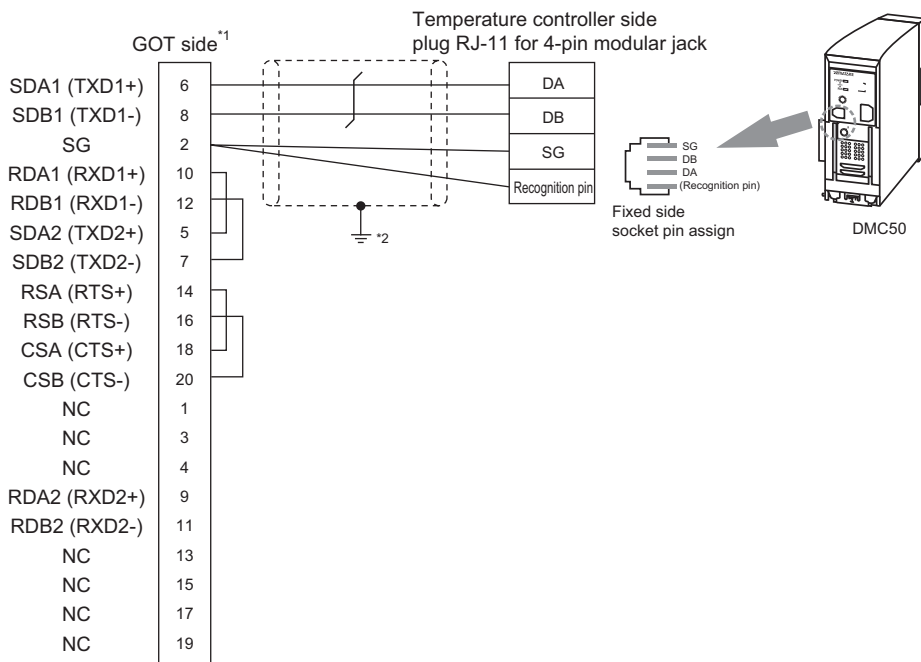 Temperature controller side
plug RJ-11 for 4-pin modular jack
GOT side*1
SDA1 (TXD1+) 6 DA
SDB1 (TXD1-) 8 DB
SG 2 SG
RDA1 (RXD1+) 10 Recognition pin
RDB1 (RXD1-) 12
SDA2 (TXD2+) 5
SDB2 (TXD2-) 7
*2
RSA (RTS+) 14
RSB (RTS-) 16
CSA (CTS+) 18
CSB (CTS-) 20
NC 1
NC 3
NC 4
RDA2 (RXD2+) 9
RDB2 (RXD2-) 11
NC 13
NC 15
NC 17
NC 19
SG
DB
DA
(Recognition pin)
Fixed side
socket pin assign
DMC50